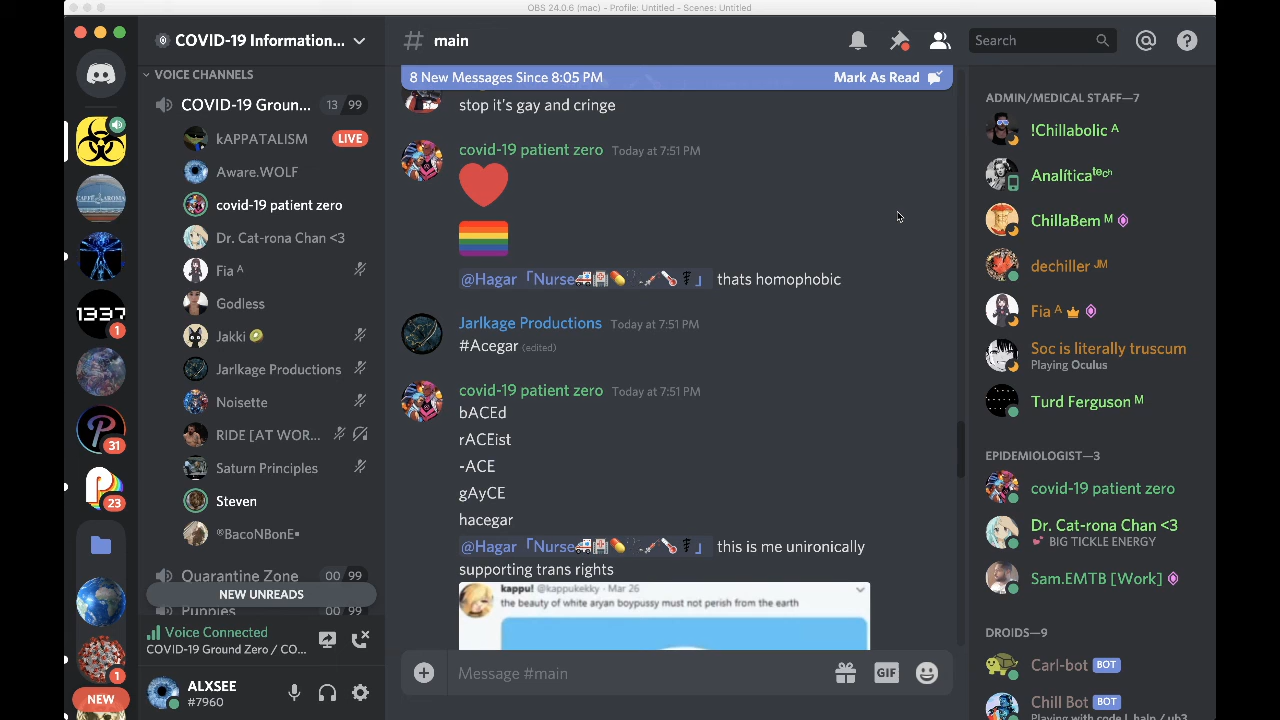 OBS 24.0.6 (mac) - Profile: Untitled - Scenes: Untitled
COVID-19 Information...
VOICE CHANNELS
COVID-19 Groun... 13 / 99
kAPPATALISM LIVE
Aware.WOLF
covid-19 patient zero
Dr. Cat-rona Chan <3
Fia ᴬ
Godless
Jakki 🥝
Jarlkage Productions
Noisette
RIDE [AT WOR...
Saturn Principles
Steven
®BacoNBonE▪
Quarantine Zone 00 / 99
NEW UNREADS
Puppies 00 / 99
Voice Connected
COVID-19 Ground Zero / CO...
ALXSEE
#7960
CAFFÈ AROMA
1337
1
31
23
1
NEW
# main
Search
8 New Messages Since 8:05 PM Mark As Read
stop it's gay and cringe
covid-19 patient zero Today at 7:51 PM
❤️
🏳️‍🌈
@Hagar「Nurse🚑🏥💊🦠💉🌡⚕」 thats homophobic
Jarlkage Productions Today at 7:51 PM
#Acegar (edited)
covid-19 patient zero Today at 7:51 PM
bACEd
rACEist
-ACE
gAyCE
hacegar
@Hagar「Nurse🚑🏥💊🦠💉🌡⚕」 this is me unironically
supporting trans rights
kappu! @kappukekky · Mar 26
the beauty of white aryan boypussy must not perish from the earth
Message #main
GIF
ADMIN/MEDICAL STAFF—7
!Chillabolic ᴬ
Analíticaᵗᵉᶜʰ
ChillaBem ᴹ
dechiller ᴶᴹ
Fia ᴬ
Soc is literally truscum
Playing Oculus
Turd Ferguson ᴹ
EPIDEMIOLOGIST—3
covid-19 patient zero
Dr. Cat-rona Chan <3
💕 BIG TICKLE ENERGY
Sam.EMTB [Work]
DROIDS—9
Carl-bot BOT
Chill Bot BOT